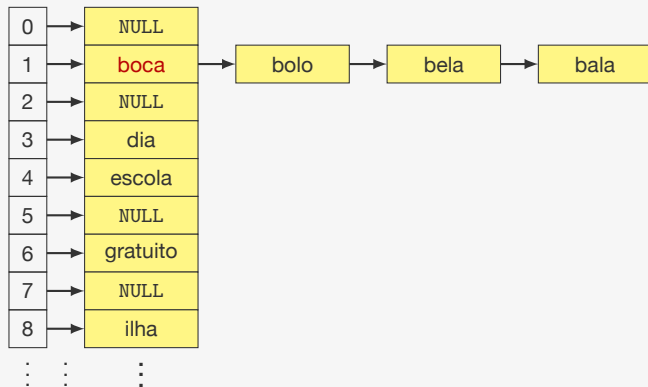 0 NULL
1 boca bolo bela bala
2 NULL
3 dia
4 escola
5 NULL
6 gratuito
7 NULL
8 ilha